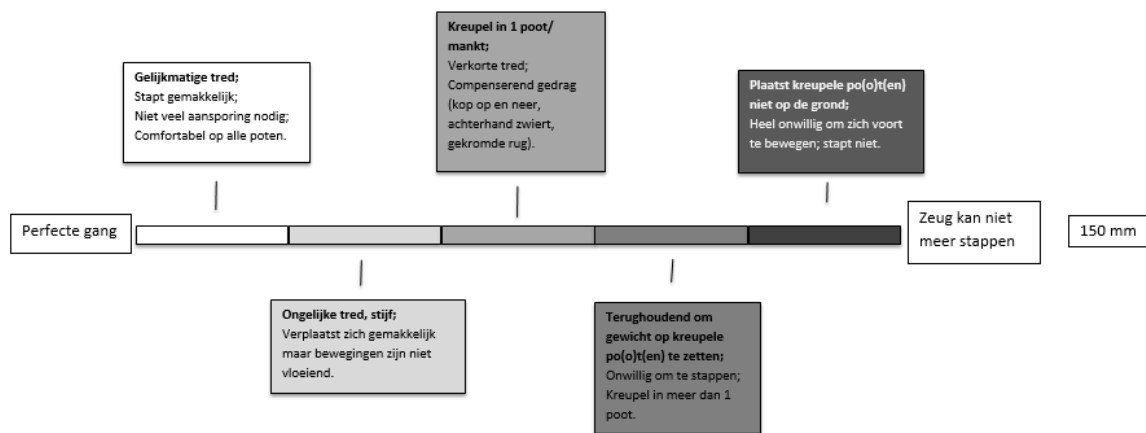 Gelijkmatige tred;
Stapt gemakkelijk;
Niet veel aansporing nodig;
Comfortabel op alle poten.
Kreupel in 1 poot/
mankt;
Verkorte tred;
Compenserend gedrag
(kop op en neer,
achterhand zwiert,
gekromde rug).
Plaatst kreupele po(o)t(en)
niet op de grond;
Heel onwillig om zich voort
te bewegen; stapt niet.
Perfecte gang
Zeug kan niet
meer stappen
150 mm
Ongelijke tred, stijf;
Verplaatst zich gemakkelijk
maar bewegingen zijn niet
vloeiend.
Terughoudend om
gewicht op kreupele
po(o)t(en) te zetten;
Onwillig om te stappen;
Kreupel in meer dan 1
poot.